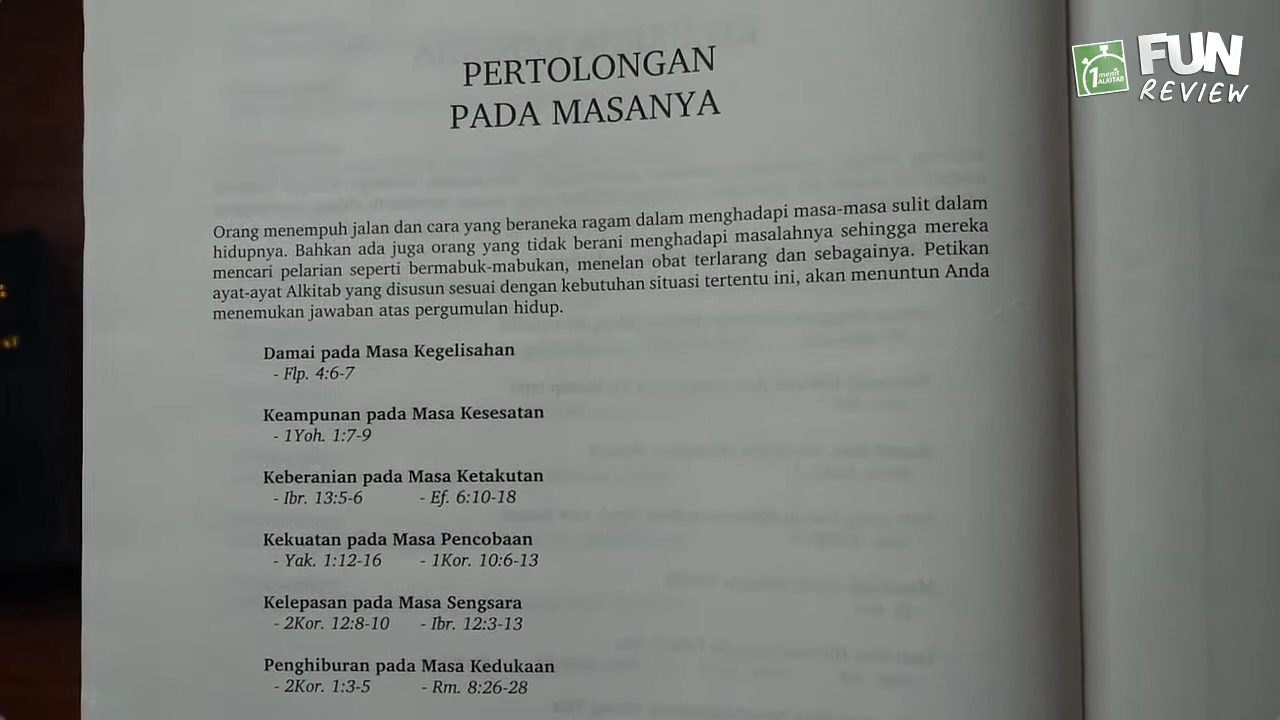 1 menit ALKITAB
FUN
REVIEW
PERTOLONGAN
PADA MASANYA
Orang menempuh jalan dan cara yang beraneka ragam dalam menghadapi masa-masa sulit dalam
hidupnya. Bahkan ada juga orang yang tidak berani menghadapi masalahnya sehingga mereka
mencari pelarian seperti bermabuk-mabukan, menelan obat terlarang dan sebagainya. Petikan
ayat-ayat Alkitab yang disusun sesuai dengan kebutuhan situasi tertentu ini, akan menuntun Anda
menemukan jawaban atas pergumulan hidup.
Damai pada Masa Kegelisahan
- Flp. 4:6-7
Keampunan pada Masa Kesesatan
- 1Yoh. 1:7-9
Keberanian pada Masa Ketakutan
- Ibr. 13:5-6 - Ef. 6:10-18
Kekuatan pada Masa Pencobaan
- Yak. 1:12-16 - 1Kor. 10:6-13
Kelepasan pada Masa Sengsara
- 2Kor. 12:8-10 - Ibr. 12:3-13
Penghiburan pada Masa Kedukaan
- 2Kor. 1:3-5 - Rm. 8:26-28